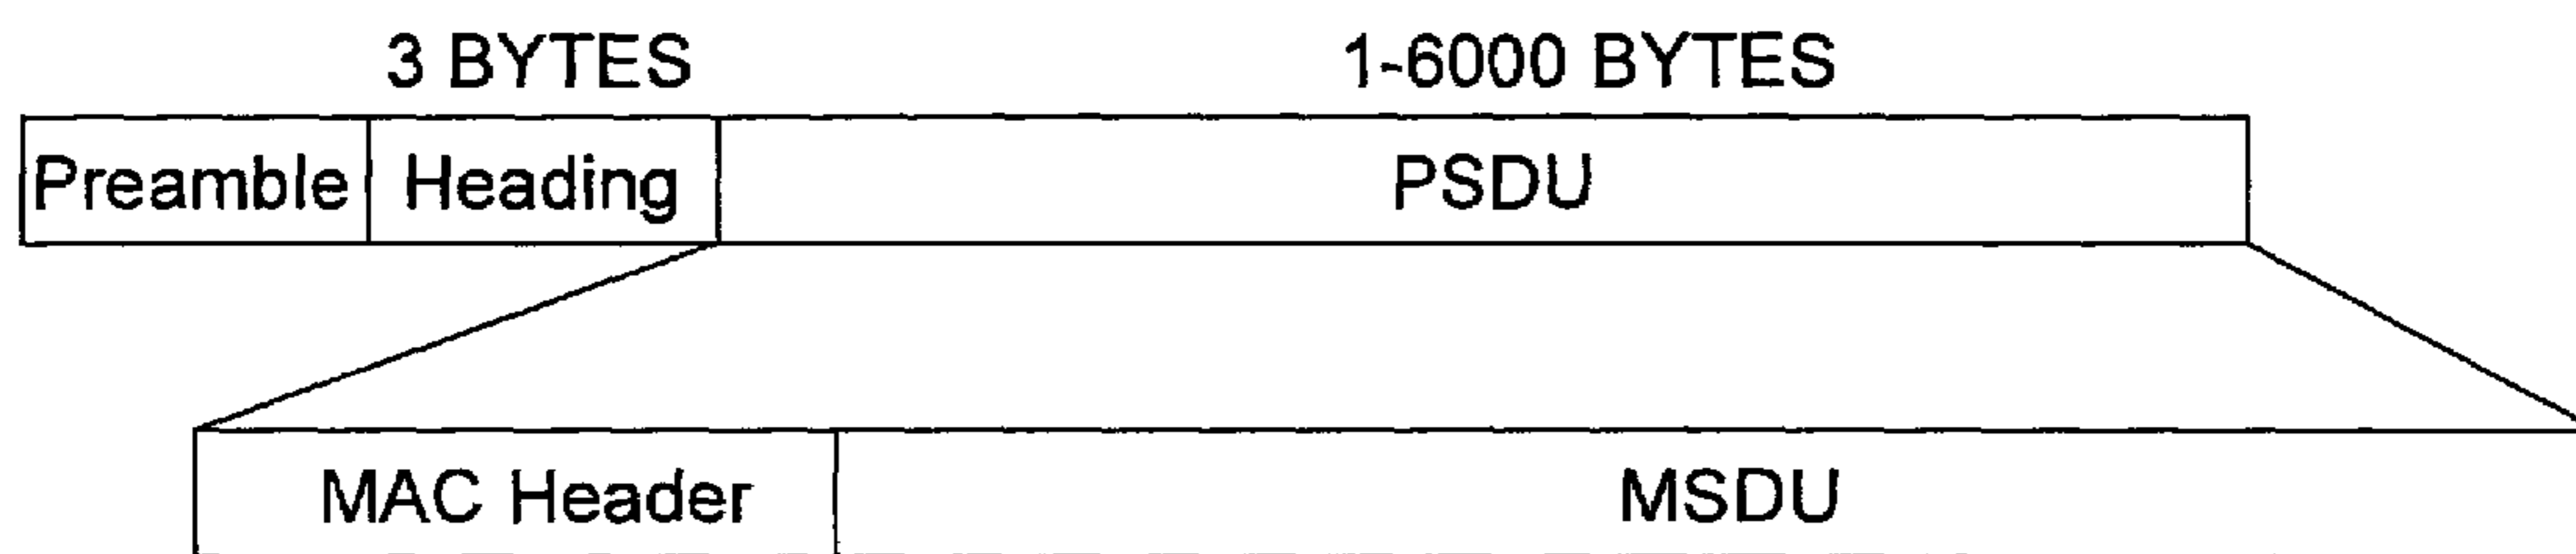 3 BYTES 1-6000 BYTES
Preamble Heading PSDU
MAC Header MSDU